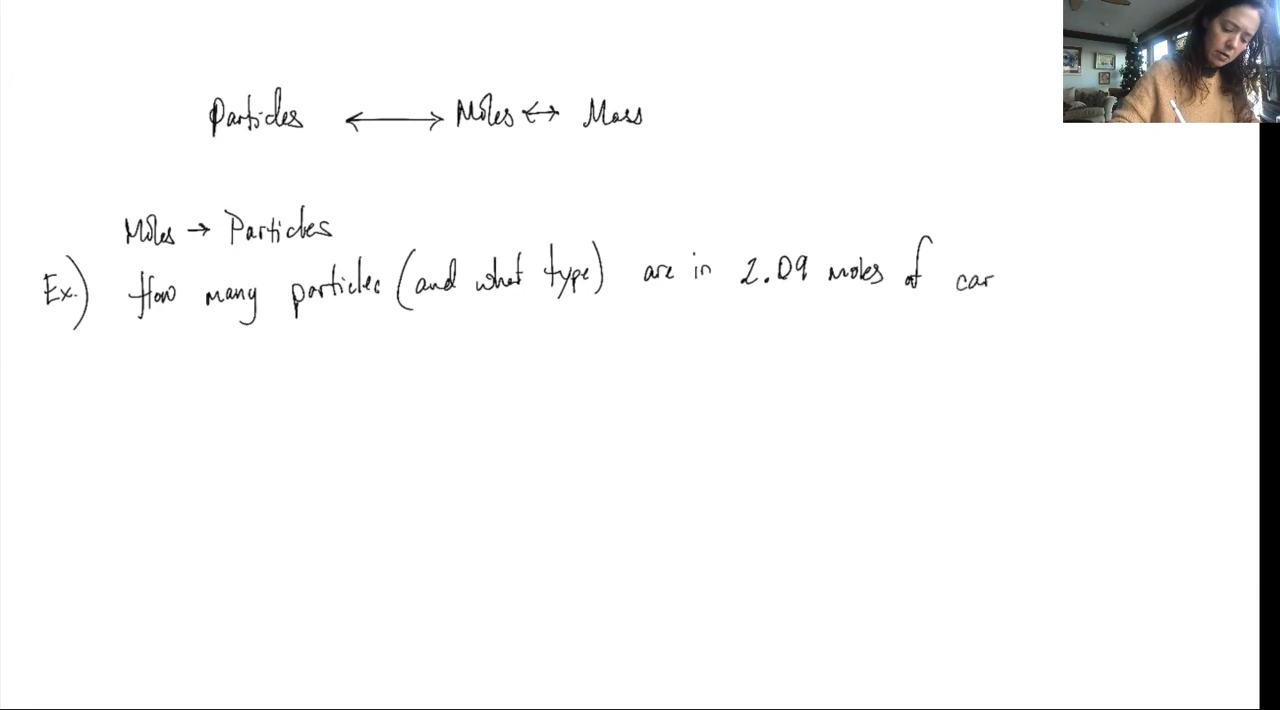 Particles ⟷ Moles ↔ Mass
Moles → Particles
Ex.) How many particles (and what type) are in 2.09 moles of car